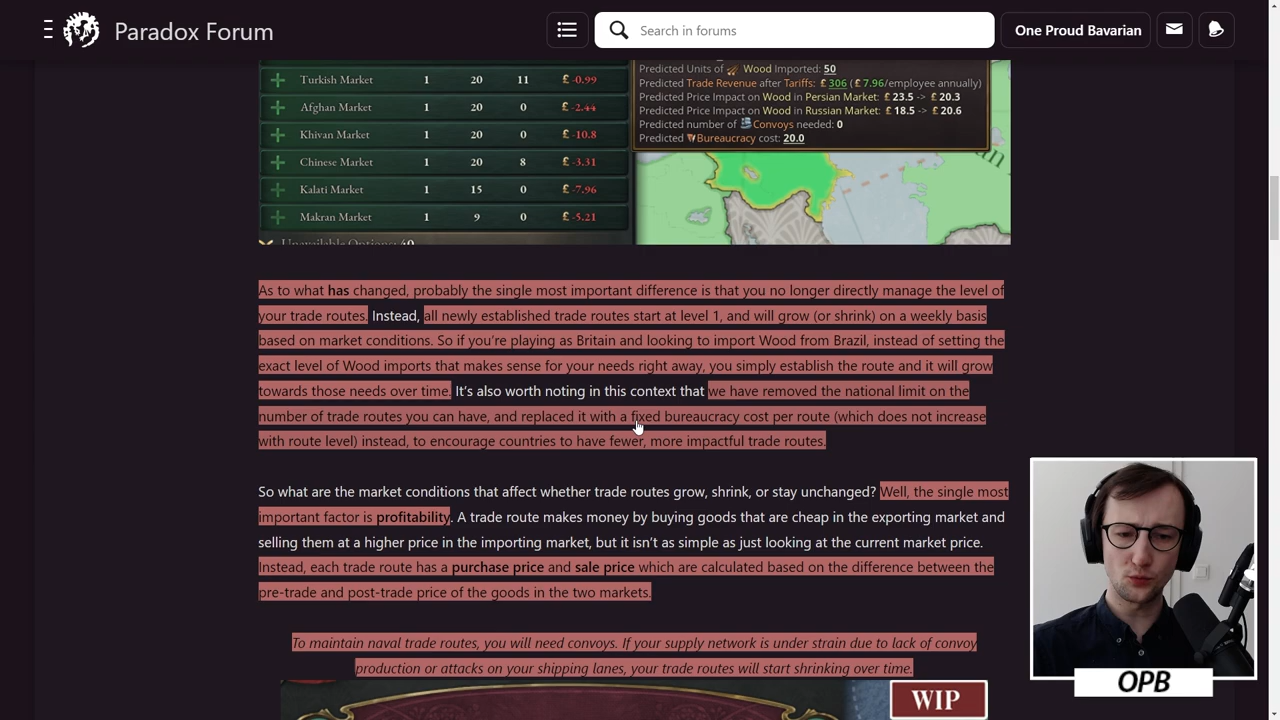 Paradox Forum
Search in forums
One Proud Bavarian
Turkish Market 1 20 11 £ -0.99
Afghan Market 1 20 0 £ -2.44
Khivan Market 1 20 0 £ -10.8
Chinese Market 1 20 8 £ -3.31
Kalati Market 1 15 0 £ -7.96
Makran Market 1 9 0 £ -5.21
Unavailable Options: 40
Predicted Units of Wood Imported: 50
Predicted Trade Revenue after Tariffs: £ 306 (£ 7.96/employee annually)
Predicted Price Impact on Wood in Persian Market: £ 23.5 -> £ 20.3
Predicted Price Impact on Wood in Russian Market: £ 18.5 -> £ 20.6
Predicted number of Convoys needed: 0
Predicted Bureaucracy cost: 20.0
As to what has changed, probably the single most important difference is that you no longer directly manage the level of
your trade routes. Instead, all newly established trade routes start at level 1, and will grow (or shrink) on a weekly basis
based on market conditions. So if you're playing as Britain and looking to import Wood from Brazil, instead of setting the
exact level of Wood imports that makes sense for your needs right away, you simply establish the route and it will grow
towards those needs over time. It's also worth noting in this context that we have removed the national limit on the
number of trade routes you can have, and replaced it with a fixed bureaucracy cost per route (which does not increase
with route level) instead, to encourage countries to have fewer, more impactful trade routes.
So what are the market conditions that affect whether trade routes grow, shrink, or stay unchanged? Well, the single most
important factor is profitability. A trade route makes money by buying goods that are cheap in the exporting market and
selling them at a higher price in the importing market, but it isn't as simple as just looking at the current market price.
Instead, each trade route has a purchase price and sale price which are calculated based on the difference between the
pre-trade and post-trade price of the goods in the two markets.
To maintain naval trade routes, you will need convoys. If your supply network is under strain due to lack of convoy
production or attacks on your shipping lanes, your trade routes will start shrinking over time.
WIP
OPB